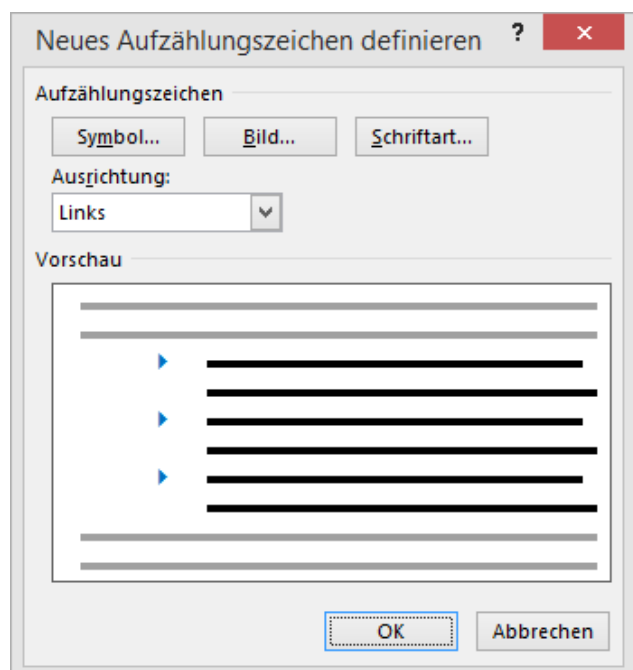 Neues Aufzählungszeichen definieren ?
Aufzählungszeichen
Symbol... Bild... Schriftart...
Ausrichtung:
Links
Vorschau
OK Abbrechen